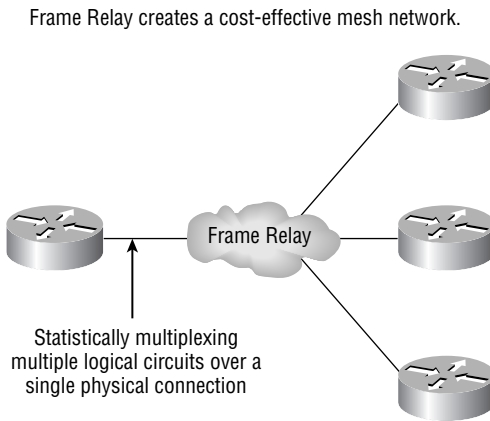 Frame Relay creates a cost-effective mesh network.
Frame Relay
Statistically multiplexing
multiple logical circuits over a
single physical connection